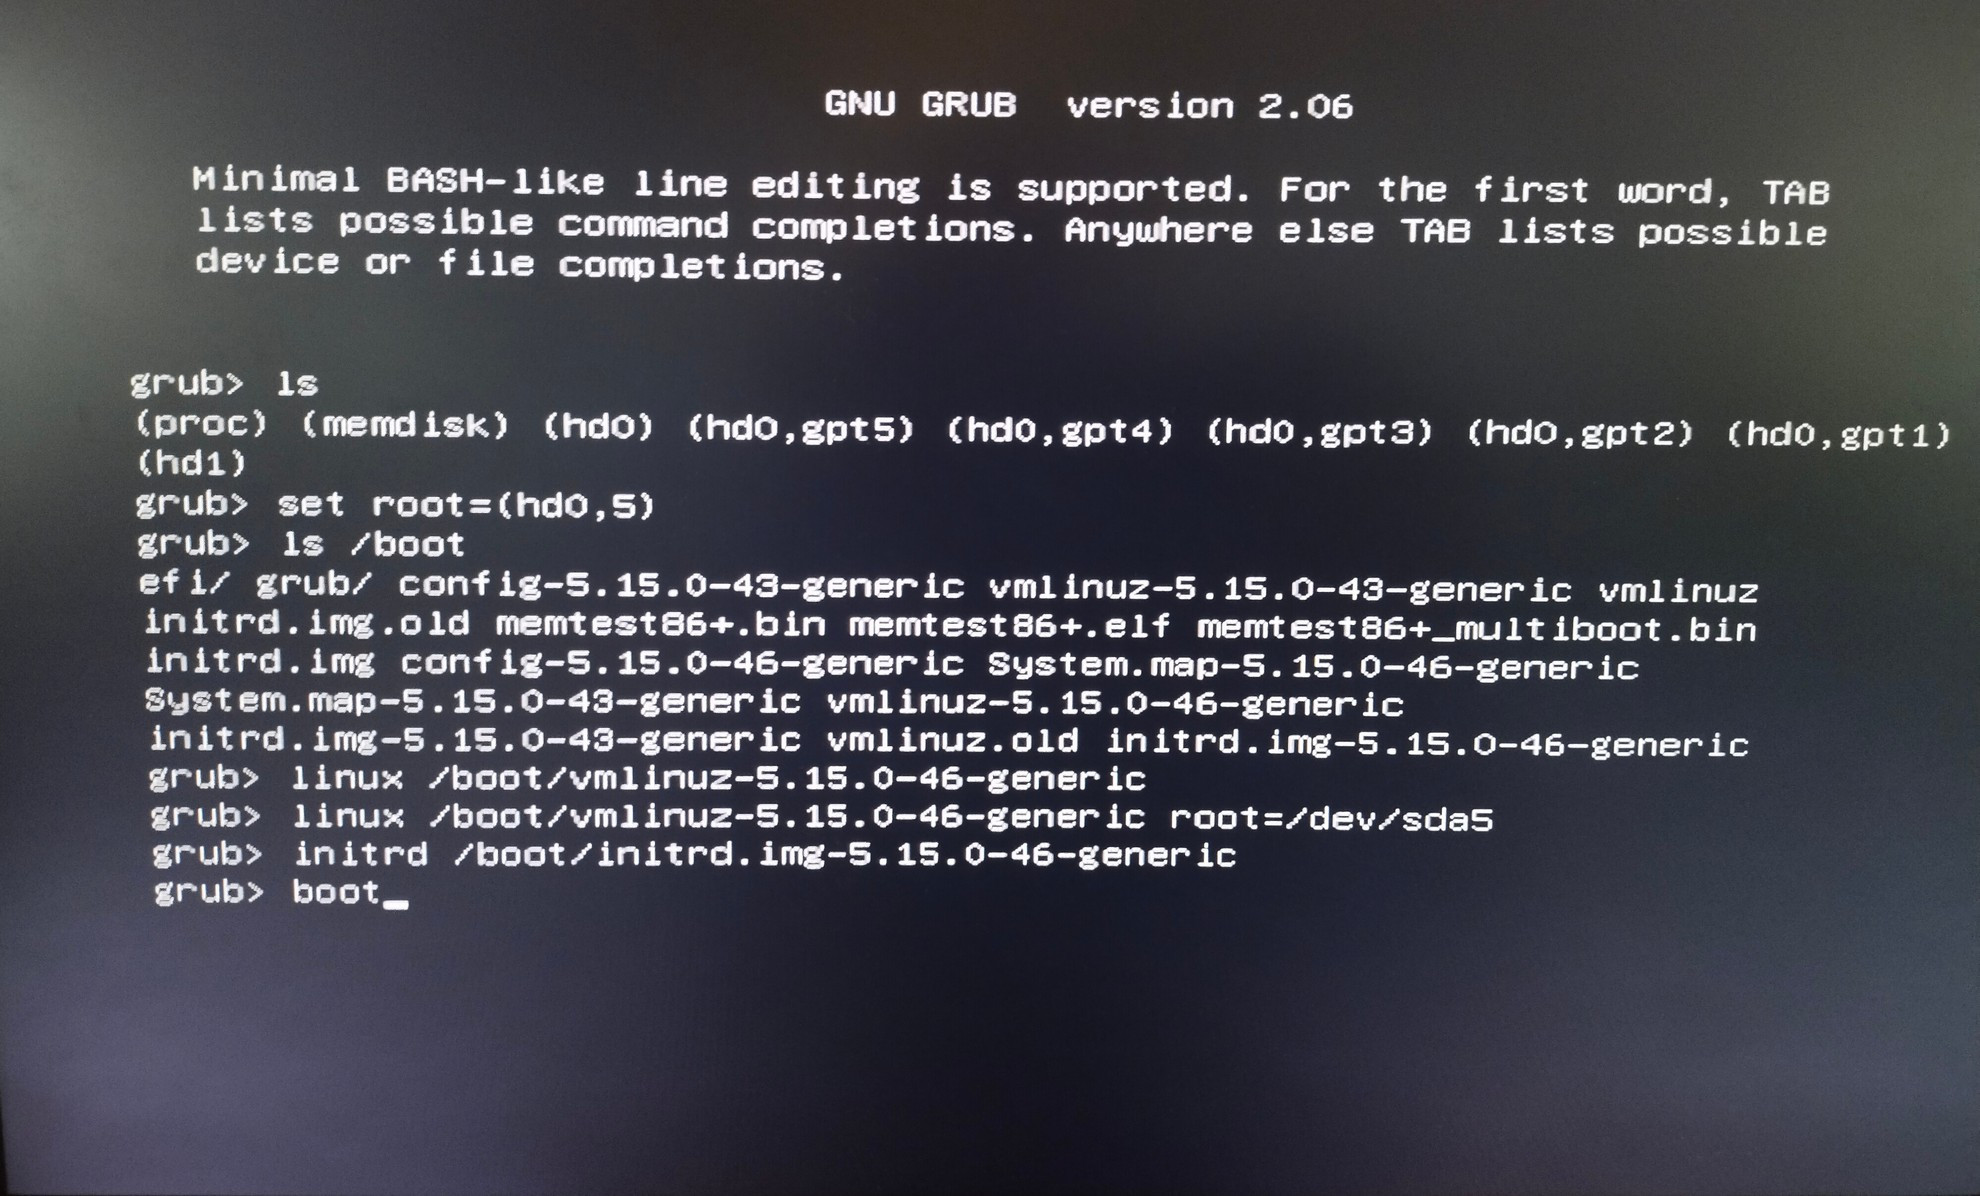 GNU GRUB  version 2.06
Minimal BASH-like line editing is supported. For the first word, TAB
lists possible command completions. Anywhere else TAB lists possible
device or file completions.
grub> ls
(proc) (memdisk) (hd0) (hd0,gpt5) (hd0,gpt4) (hd0,gpt3) (hd0,gpt2) (hd0,gpt1)
(hd1)
grub> set root=(hd0,5)
grub> ls /boot
efi/ grub/ config-5.15.0-43-generic vmlinuz-5.15.0-43-generic vmlinuz
initrd.img.old memtest86+.bin memtest86+.elf memtest86+_multiboot.bin
initrd.img config-5.15.0-46-generic System.map-5.15.0-46-generic
System.map-5.15.0-43-generic vmlinuz-5.15.0-46-generic
initrd.img-5.15.0-43-generic vmlinuz.old initrd.img-5.15.0-46-generic
grub> linux /boot/vmlinuz-5.15.0-46-generic
grub> linux /boot/vmlinuz-5.15.0-46-generic root=/dev/sda5
grub> initrd /boot/initrd.img-5.15.0-46-generic
grub> boot_